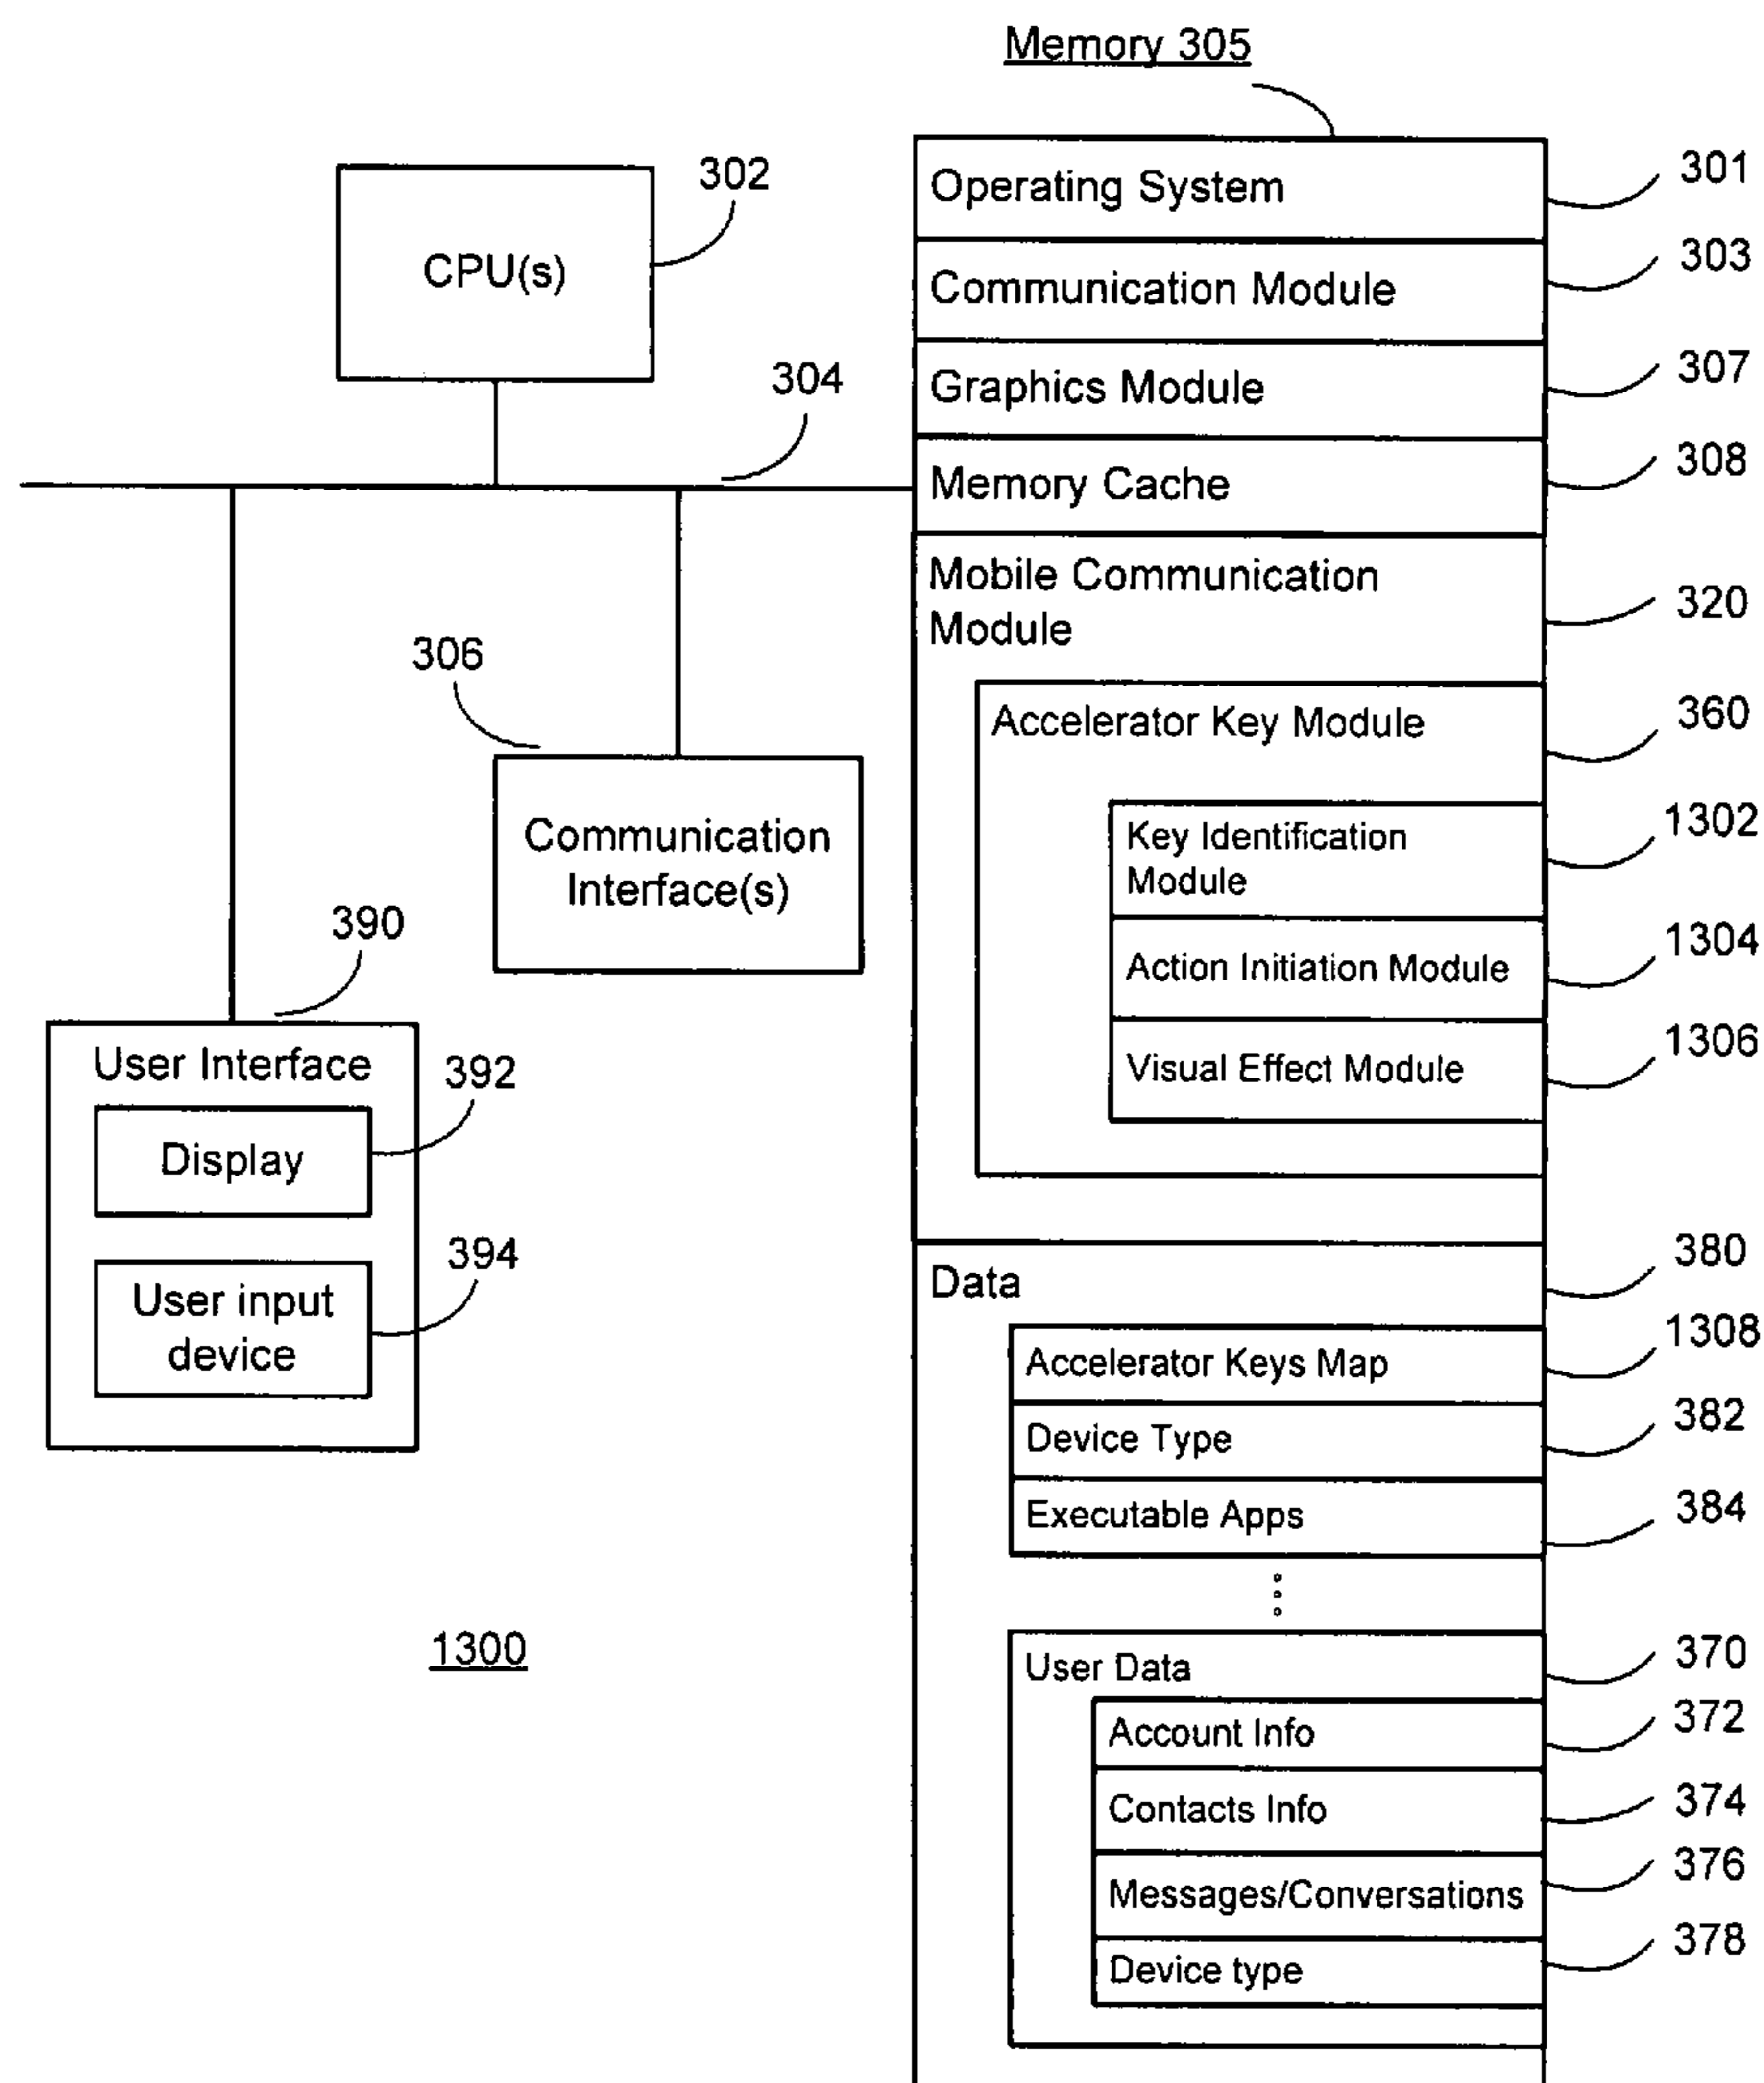 Memory 305
Operating System
301
Communication Module
303
Graphics Module
307
Memory Cache
308
Mobile Communication
Module
320
Accelerator Key Module
360
Key Identification
Module
1302
Action Initiation Module
1304
Visual Effect Module
1306
Data
380
Accelerator Keys Map
1308
Device Type
382
Executable Apps
384
User Data
370
Account Info
372
Contacts Info
374
Messages/Conversations
376
Device type
378
CPU(s)
302
304
306
Communication
Interface(s)
390
User Interface
392
Display
394
User input
device
1300